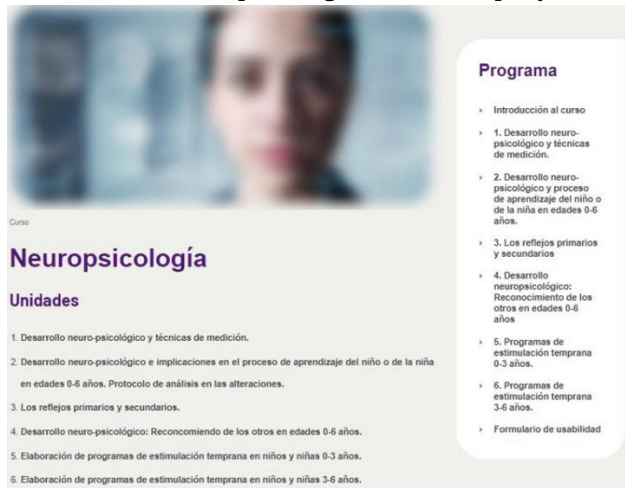 Curso
Neuropsicología
Unidades
1. Desarrollo neuro-psicológico y técnicas de medición.
2. Desarrollo neuro-psicológico e implicaciones en el proceso de aprendizaje del niño o de la niña
en edades 0-6 años. Protocolo de análisis en las alteraciones.
3. Los reflejos primarios y secundarios.
4. Desarrollo neuro-psicológico: Reconcomiendo de los otros en edades 0-6 años.
5. Elaboración de programas de estimulación temprana en niños y niñas 0-3 años.
6. Elaboración de programas de estimulación temprana en niños y niñas 3-6 años.
Programa
Introducción al curso
1. Desarrollo neuro-
psicológico y técnicas
de medición.
2. Desarrollo neuro-
psicológico y proceso
de aprendizaje del niño o
de la niña en edades 0-6
años.
3. Los reflejos primarios
y secundarios
4. Desarrollo
neuropsicológico:
Reconocimiento de los
otros en edades 0-6
años
5. Programas de
estimulación temprana
0-3 años.
6. Programas de
estimulación temprana
3-6 años.
Formulario de usabilidad